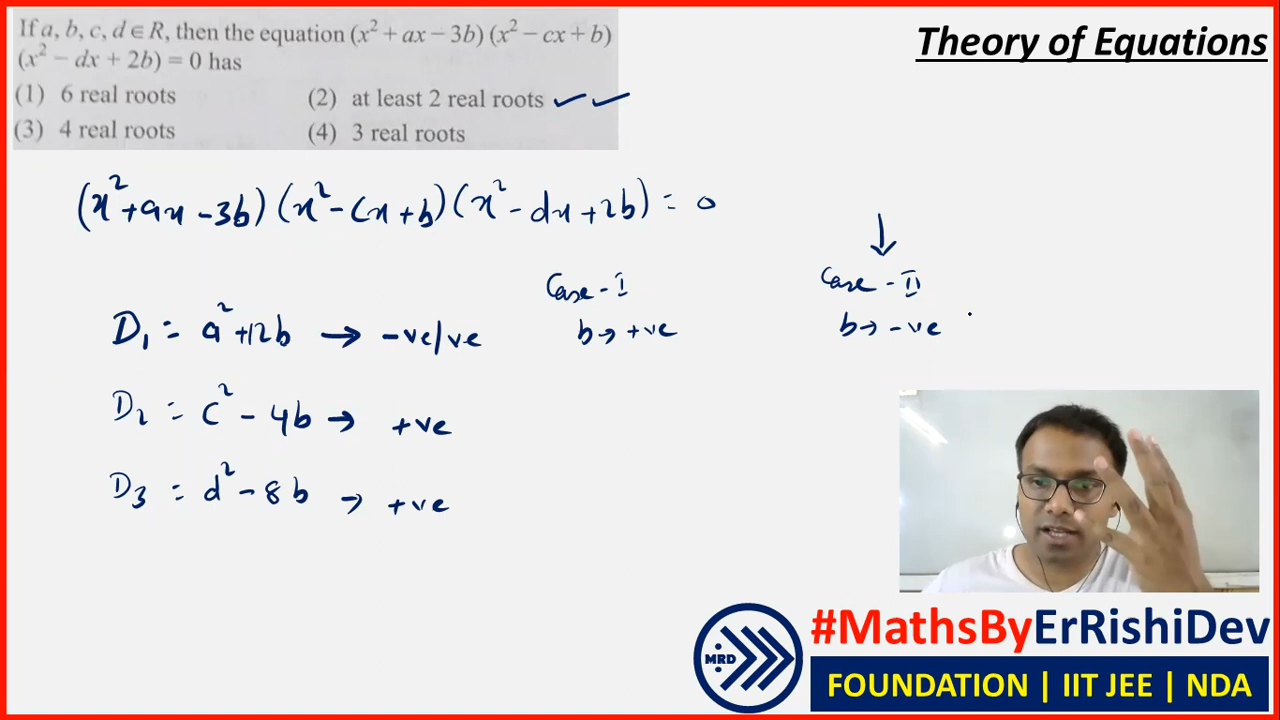 If a, b, c, d ∈ R, then the equation (x² + ax − 3b) (x² − cx + b)
(x² − dx + 2b) = 0 has
(1) 6 real roots (2) at least 2 real roots ✓✓
(3) 4 real roots (4) 3 real roots
Theory of Equations
(x²+ax-3b)(x²-cx+b)(x²-dx+2b) = 0
Case-I
b→ +ve
↓
Case-II
b→ -ve
D₁ = a²+12b → -ve/ve
D₂ = c²-4b → +ve
D₃ = d²-8b → +ve
MRD
#MathsByErRishiDev
FOUNDATION | IIT JEE | NDA